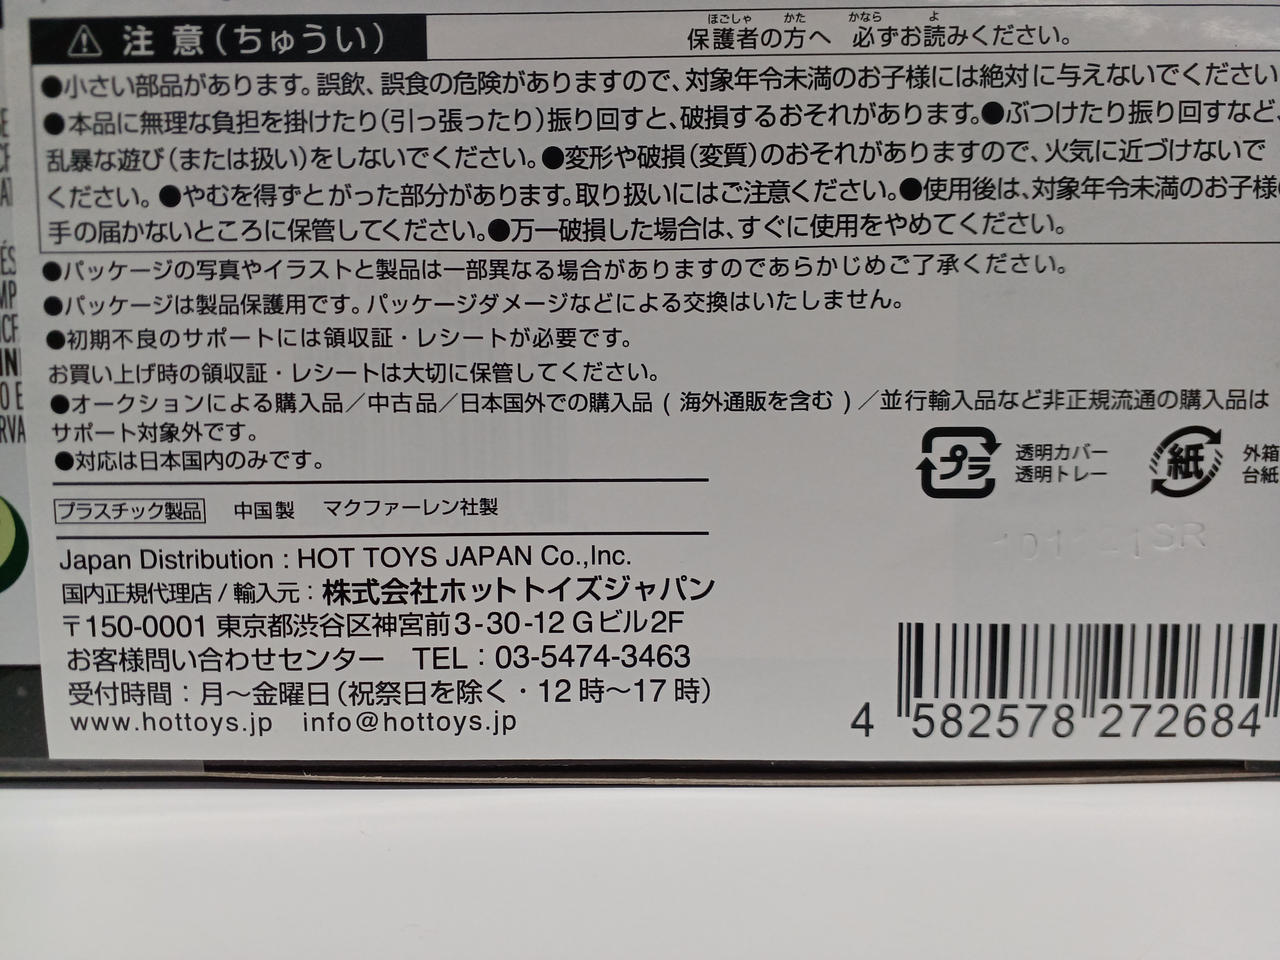 ⚠ 注意(ちゅうい)
保護者の方へ 必ずお読みください。
ほごしゃ かた かなら よ
●小さい部品があります。誤飲、誤食の危険がありますので、対象年令未満のお子様には絶対に与えないでください
●本品に無理な負担を掛けたり(引っ張ったり)振り回すと、破損するおそれがあります。●ぶつけたり振り回すなど、
乱暴な遊び(または扱い)をしないでください。●変形や破損(変質)のおそれがありますので、火気に近づけないで
ください。●やむを得ずとがった部分があります。取り扱いにはご注意ください。●使用後は、対象年令未満のお子様の
手の届かないところに保管してください。●万一破損した場合は、すぐに使用をやめてください。
●パッケージの写真やイラストと製品は一部異なる場合がありますのであらかじめご了承ください。
●パッケージは製品保護用です。パッケージダメージなどによる交換はいたしません。
●初期不良のサポートには領収証・レシートが必要です。
お買い上げ時の領収証・レシートは大切に保管してください。
●オークションによる購入品／中古品／日本国外での購入品 ( 海外通販を含む ) ／並行輸入品など非正規流通の購入品は
サポート対象外です。
●対応は日本国内のみです。
プラ 透明カバー
透明トレー
紙 外箱
台紙
プラスチック製品 中国製 マクファーレン社製
101121SR
Japan Distribution : HOT TOYS JAPAN Co.,Inc.
国内正規代理店 / 輸入元 : 株式会社ホットトイズジャパン
〒150-0001 東京都渋谷区神宮前3-30-12 Gビル2F
お客様問い合わせセンター TEL : 03-5474-3463
受付時間 : 月〜金曜日(祝祭日を除く・12時〜17時)
www.hottoys.jp info@hottoys.jp
4 582578 272684